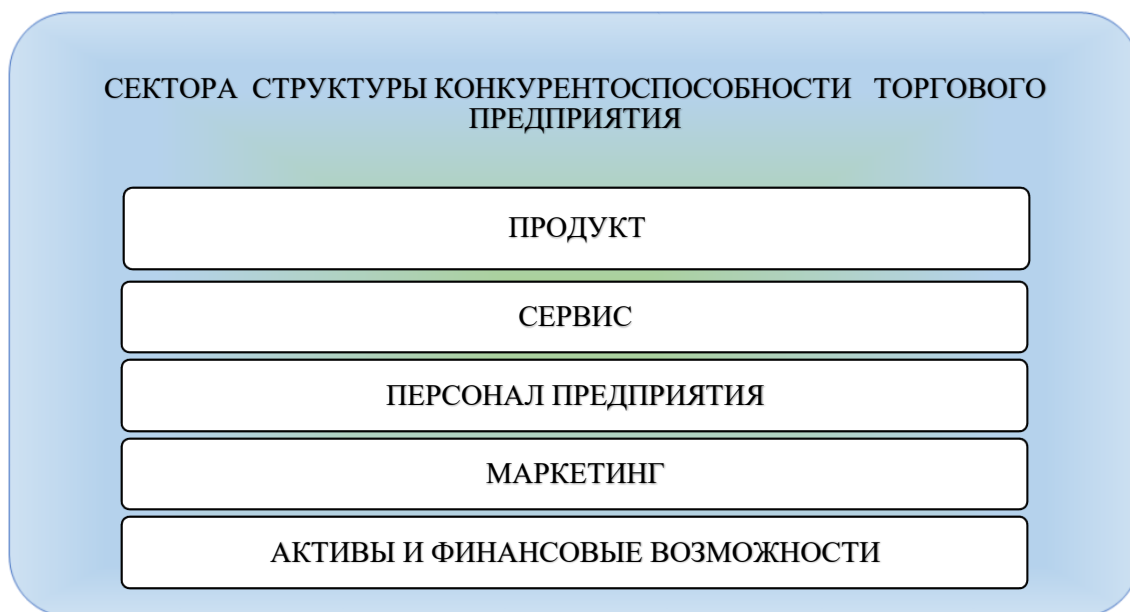 СЕКТОРА СТРУКТУРЫ КОНКУРЕНТОСПОСОБНОСТИ ТОРГОВОГО
ПРЕДПРИЯТИЯ
ПРОДУКТ
СЕРВИС
ПЕРСОНАЛ ПРЕДПРИЯТИЯ
МАРКЕТИНГ
АКТИВЫ И ФИНАНСОВЫЕ ВОЗМОЖНОСТИ